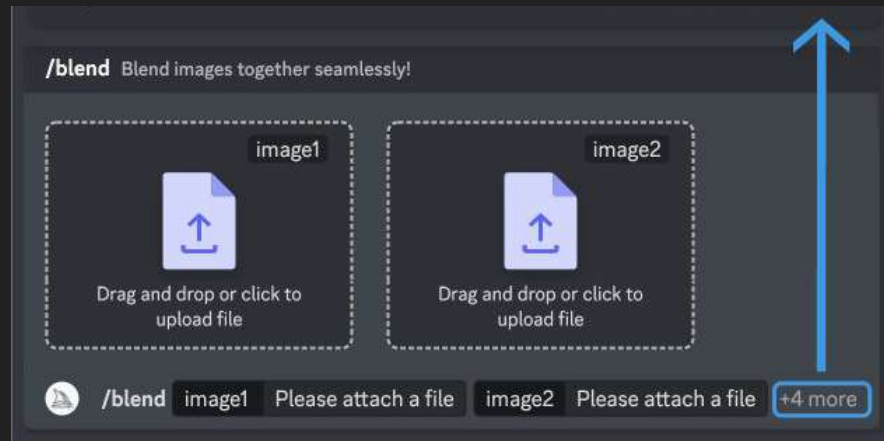 /blend Blend images together seamlessly!
image1 image2
Drag and drop or click to
upload file
Drag and drop or click to
upload file
/blend image1 Please attach a file image2 Please attach a file +4 more